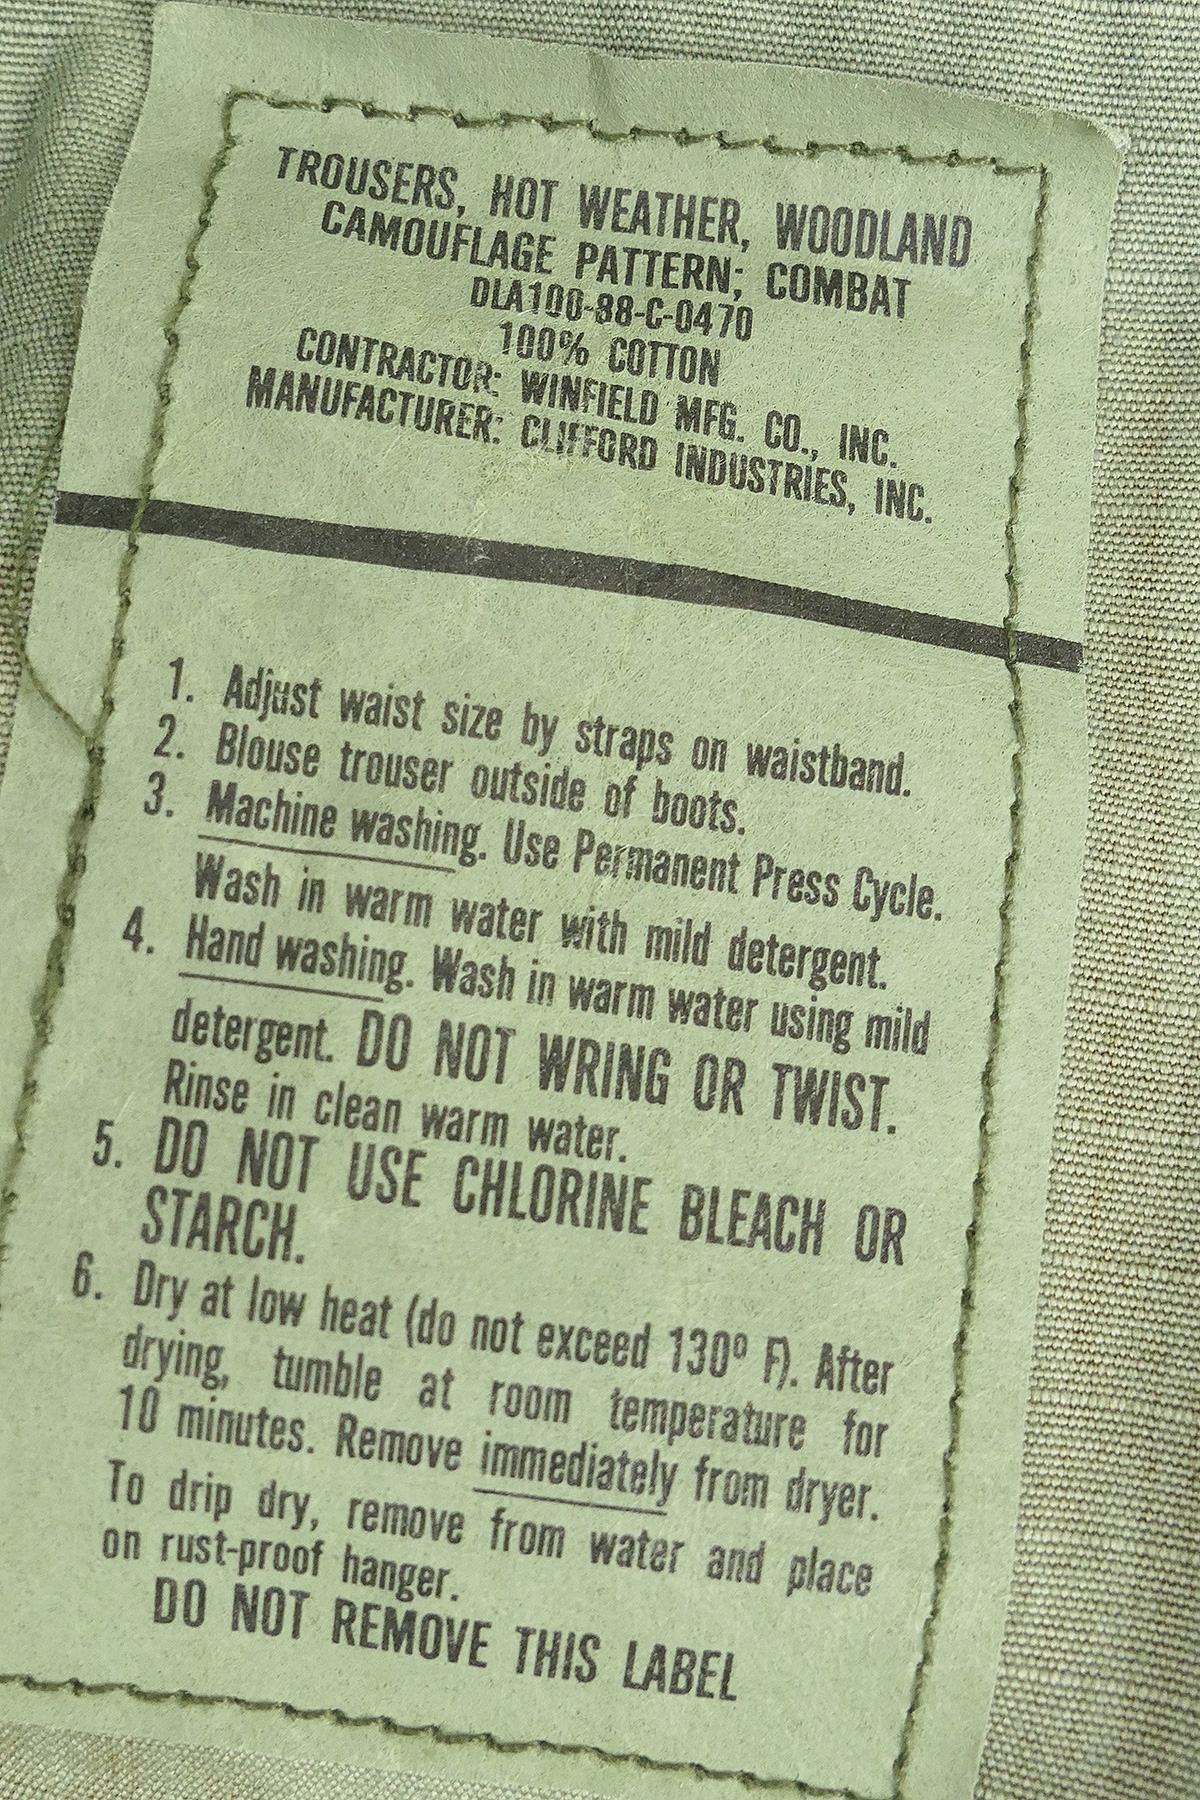 TROUSERS, HOT WEATHER, WOODLAND
CAMOUFLAGE PATTERN; COMBAT
DLA100-88-C-0470
100% COTTON
CONTRACTOR: WINFIELD MFG. CO., INC.
MANUFACTURER: CLIFFORD INDUSTRIES, INC.
1. Adjust waist size by straps on waistband.
2. Blouse trouser outside of boots.
3. Machine washing. Use Permanent Press Cycle.
Wash in warm water with mild detergent.
4. Hand washing. Wash in warm water using mild
detergent. DO NOT WRING OR TWIST.
Rinse in clean warm water.
5. DO NOT USE CHLORINE BLEACH OR
STARCH.
6. Dry at low heat (do not exceed 130º F). After
drying, tumble at room temperature for
10 minutes. Remove immediately from dryer.
To drip dry, remove from water and place
on rust-proof hanger.
DO NOT REMOVE THIS LABEL